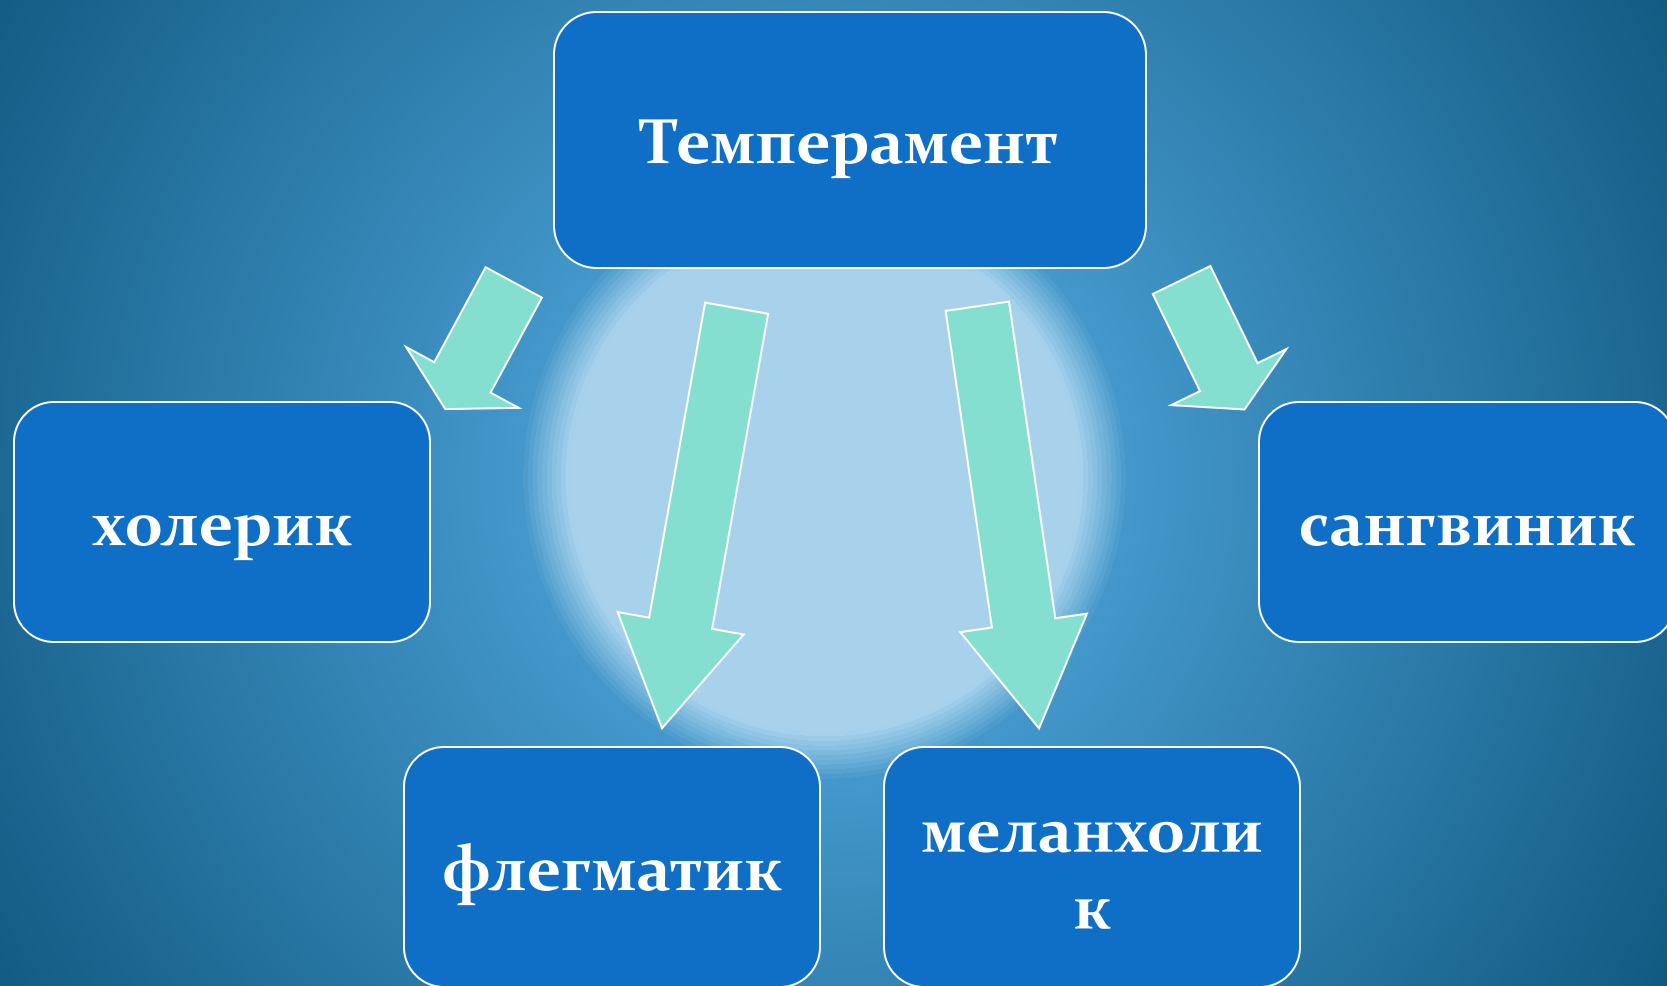 Темперамент
холерик
сангвиник
флегматик
меланхоли
к